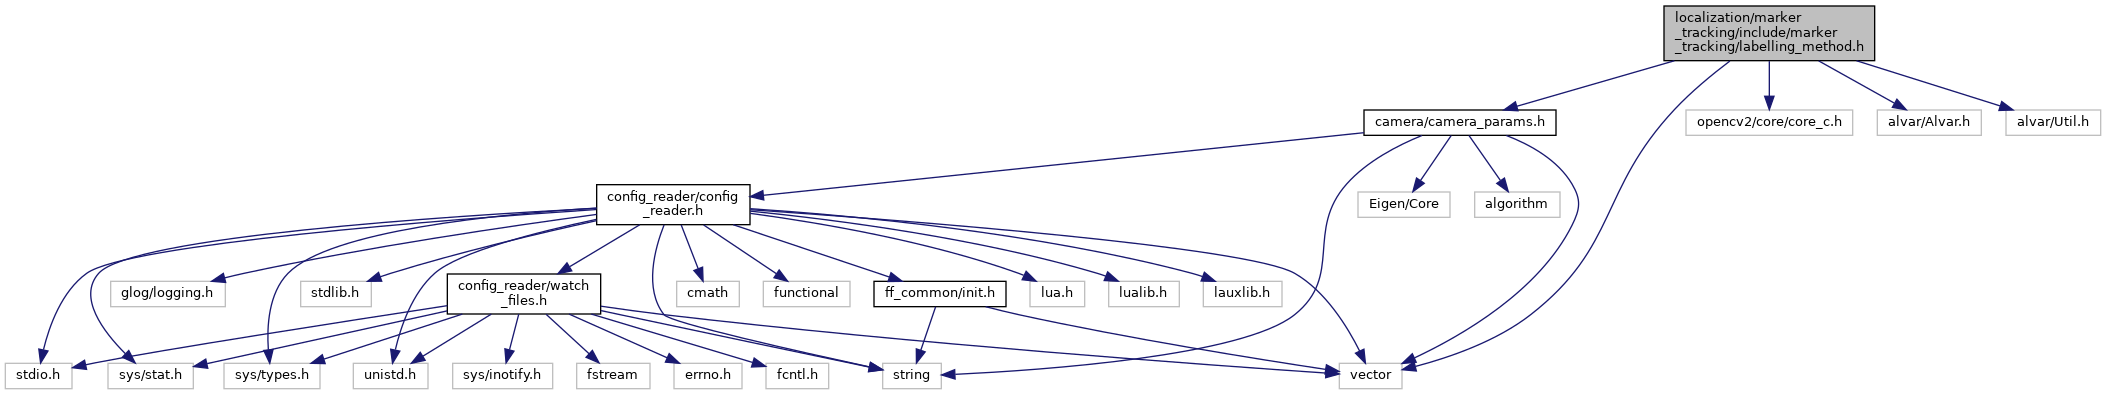 localization/marker
_tracking/include/marker
_tracking/labelling_method.h
camera/camera_params.h
opencv2/core/core_c.h
alvar/Alvar.h
alvar/Util.h
config_reader/config
_reader.h
Eigen/Core
algorithm
glog/logging.h
stdlib.h
config_reader/watch
_files.h
cmath
functional
ff_common/init.h
lua.h
lualib.h
lauxlib.h
stdio.h
sys/stat.h
sys/types.h
unistd.h
sys/inotify.h
fstream
errno.h
fcntl.h
string
vector